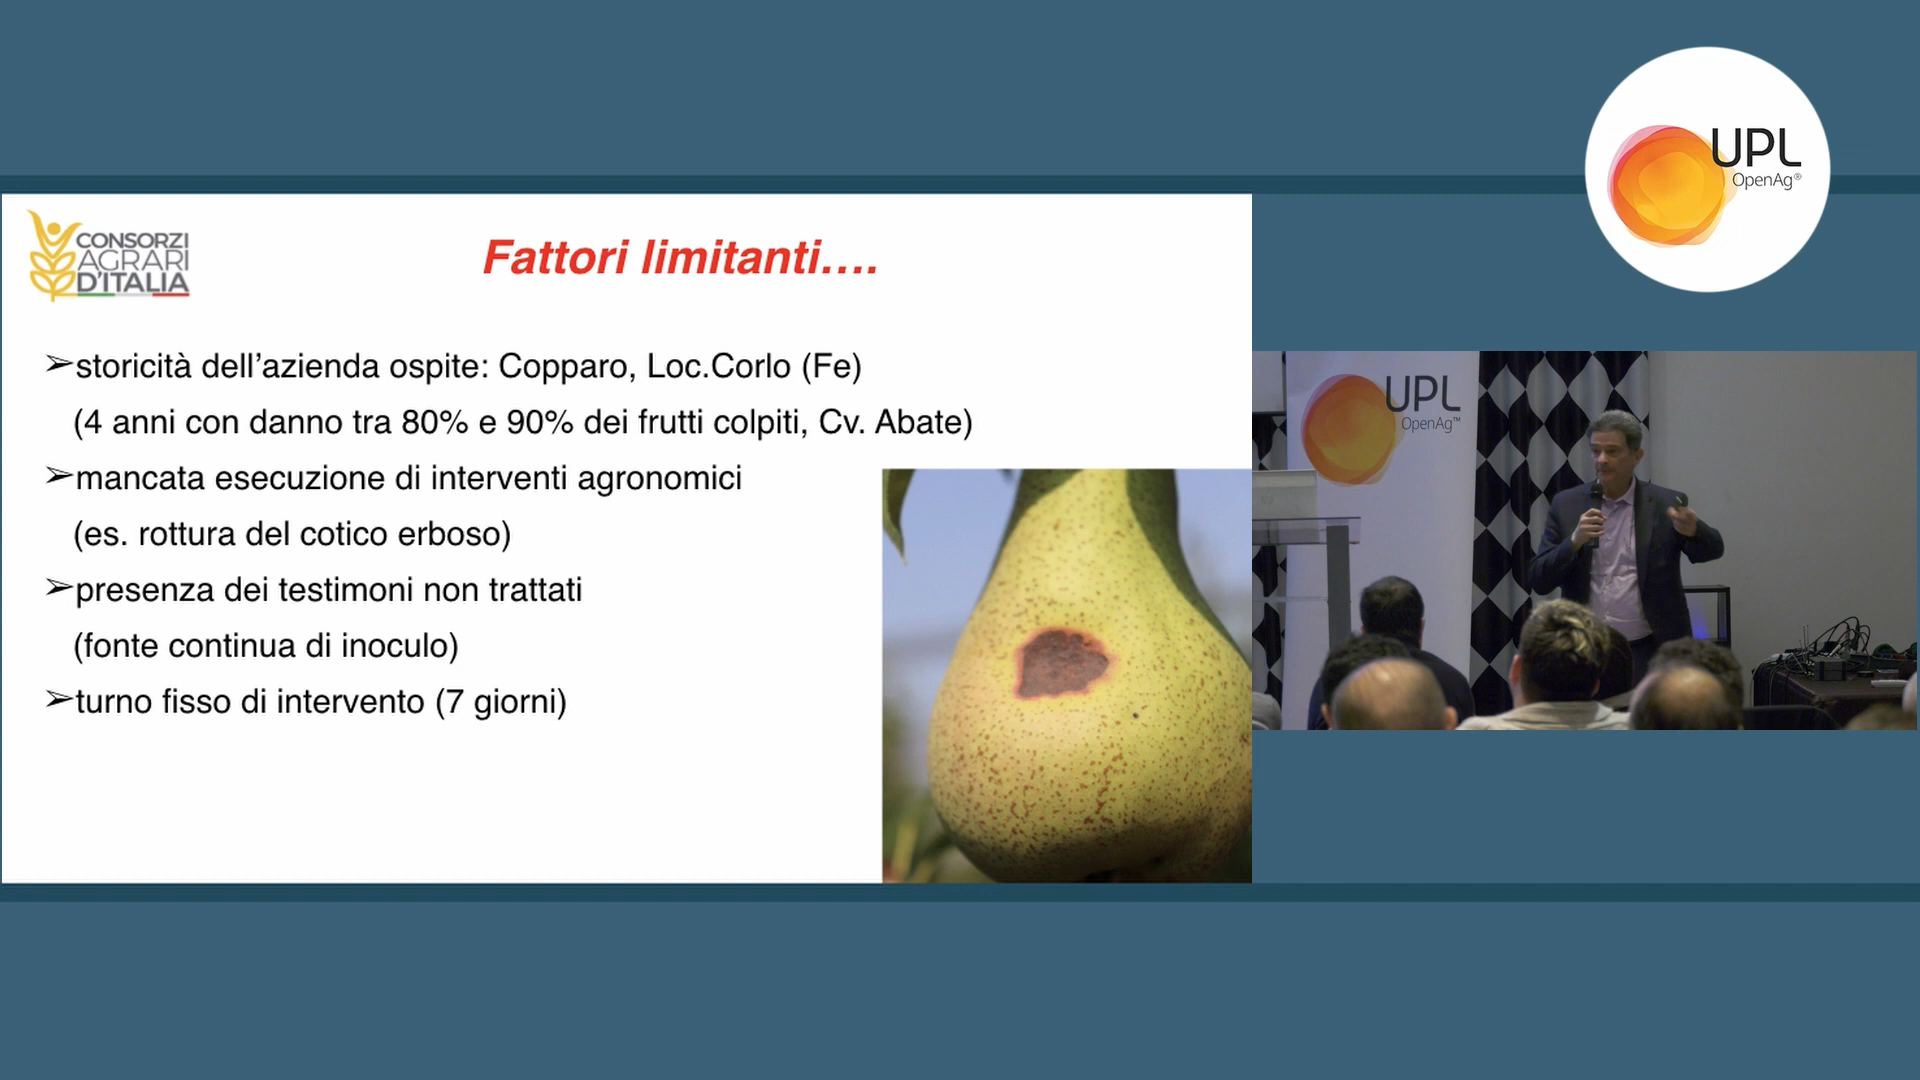 UPL
OpenAg®
CONSORZI
AGRARI
D'ITALIA
Fattori limitanti....
➢storicità dell’azienda ospite: Copparo, Loc.Corlo (Fe)
(4 anni con danno tra 80% e 90% dei frutti colpiti, Cv. Abate)
➢mancata esecuzione di interventi agronomici
(es. rottura del cotico erboso)
➢presenza dei testimoni non trattati
(fonte continua di inoculo)
➢turno fisso di intervento (7 giorni)
UPL
OpenAg™